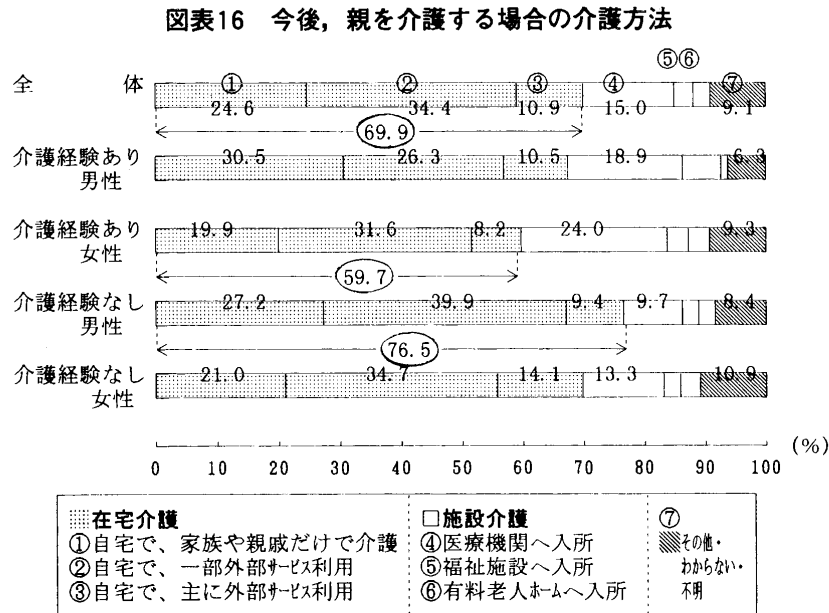 図表16 今後，親を介護する場合の介護方法
⑤⑥
全 体 ① ② ③ ④ ⑦
24.6 34.4 10.9 15.0 9.1
69.9
介護経験あり 30.5 26.3 10.5 18.9 6.3
男性
介護経験あり 19.9 31.6 8.2 24.0 9.3
女性
59.7
介護経験なし 27.2 39.9 9.4 9.7 8.4
男性
76.5
介護経験なし 21.0 34.7 14.1 13.3 10.9
女性
(%)
0 10 20 30 40 50 60 70 80 90 100
在宅介護
①自宅で、家族や親戚だけで介護
②自宅で、一部外部ｻｰﾋﾞｽ利用
③自宅で、主に外部ｻｰﾋﾞｽ利用
施設介護
④医療機関へ入所
⑤福祉施設へ入所
⑥有料老人ﾎｰﾑへ入所
⑦
その他・
わからない・
不明